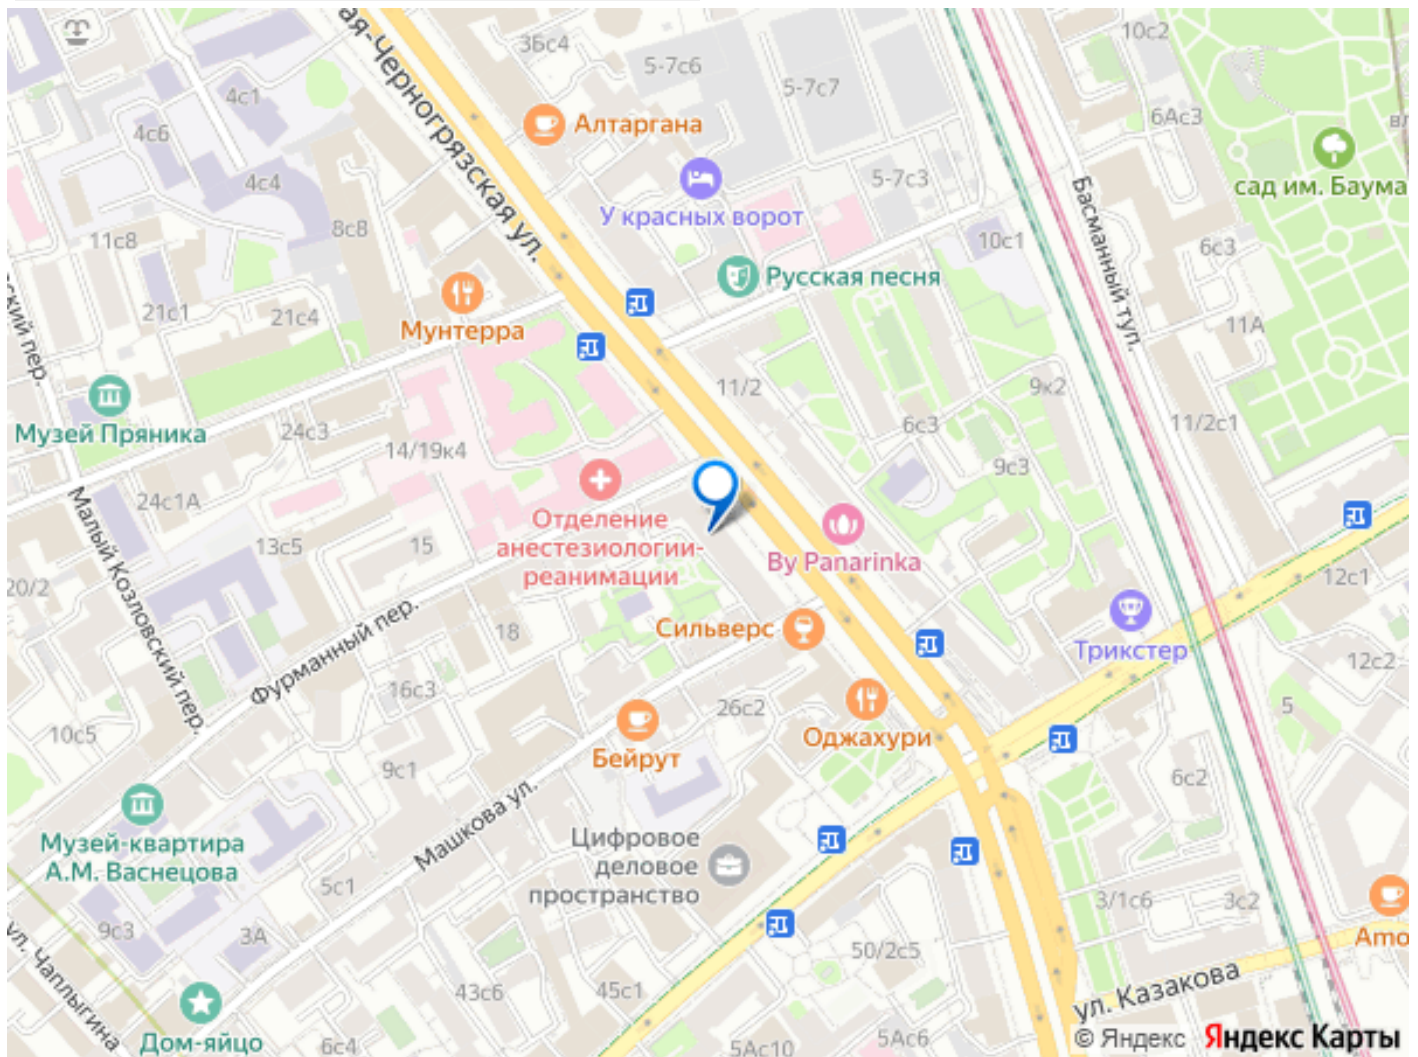 ая-Черногрязская ул.
3Бс4
5-7с6
5-7с7
10с2
6Ас3
4с1
4с6
4с4
Алтаргана
сад им. Баума
У красных ворот
5-7с3
Басманный туп.
8с8
11с8
10с1
6с3
Русская песня
21с1
21с4
Мунтерра
11А
ский пер.
Музей Пряника
11/2
9к2
6с3
11/2с1
24с3
14/19к4
9с3
24с1А
Малый Козловский пер.
Отделение
анестезиологии-
реанимации
By Panarinka
13с5
15
20/2
12с1
Фурманный пер.
18
Сильверс
Трикстер
12с2
16с3
26с2
5
10с5
Бейрут
Оджахури
9с1
6с2
Машкова ул.
Музей-квартира
А.М. Васнецова
Цифровое
деловое
пространство
5с1
3/1с6
3с2
9с3
3А
Amo
50/2с5
ул. Чаплыгина
43с6
45с1
ул. Казакова
Дом-яйцо
6с4
5Ас10
5Ас6
© Яндекс Яндекс Карты